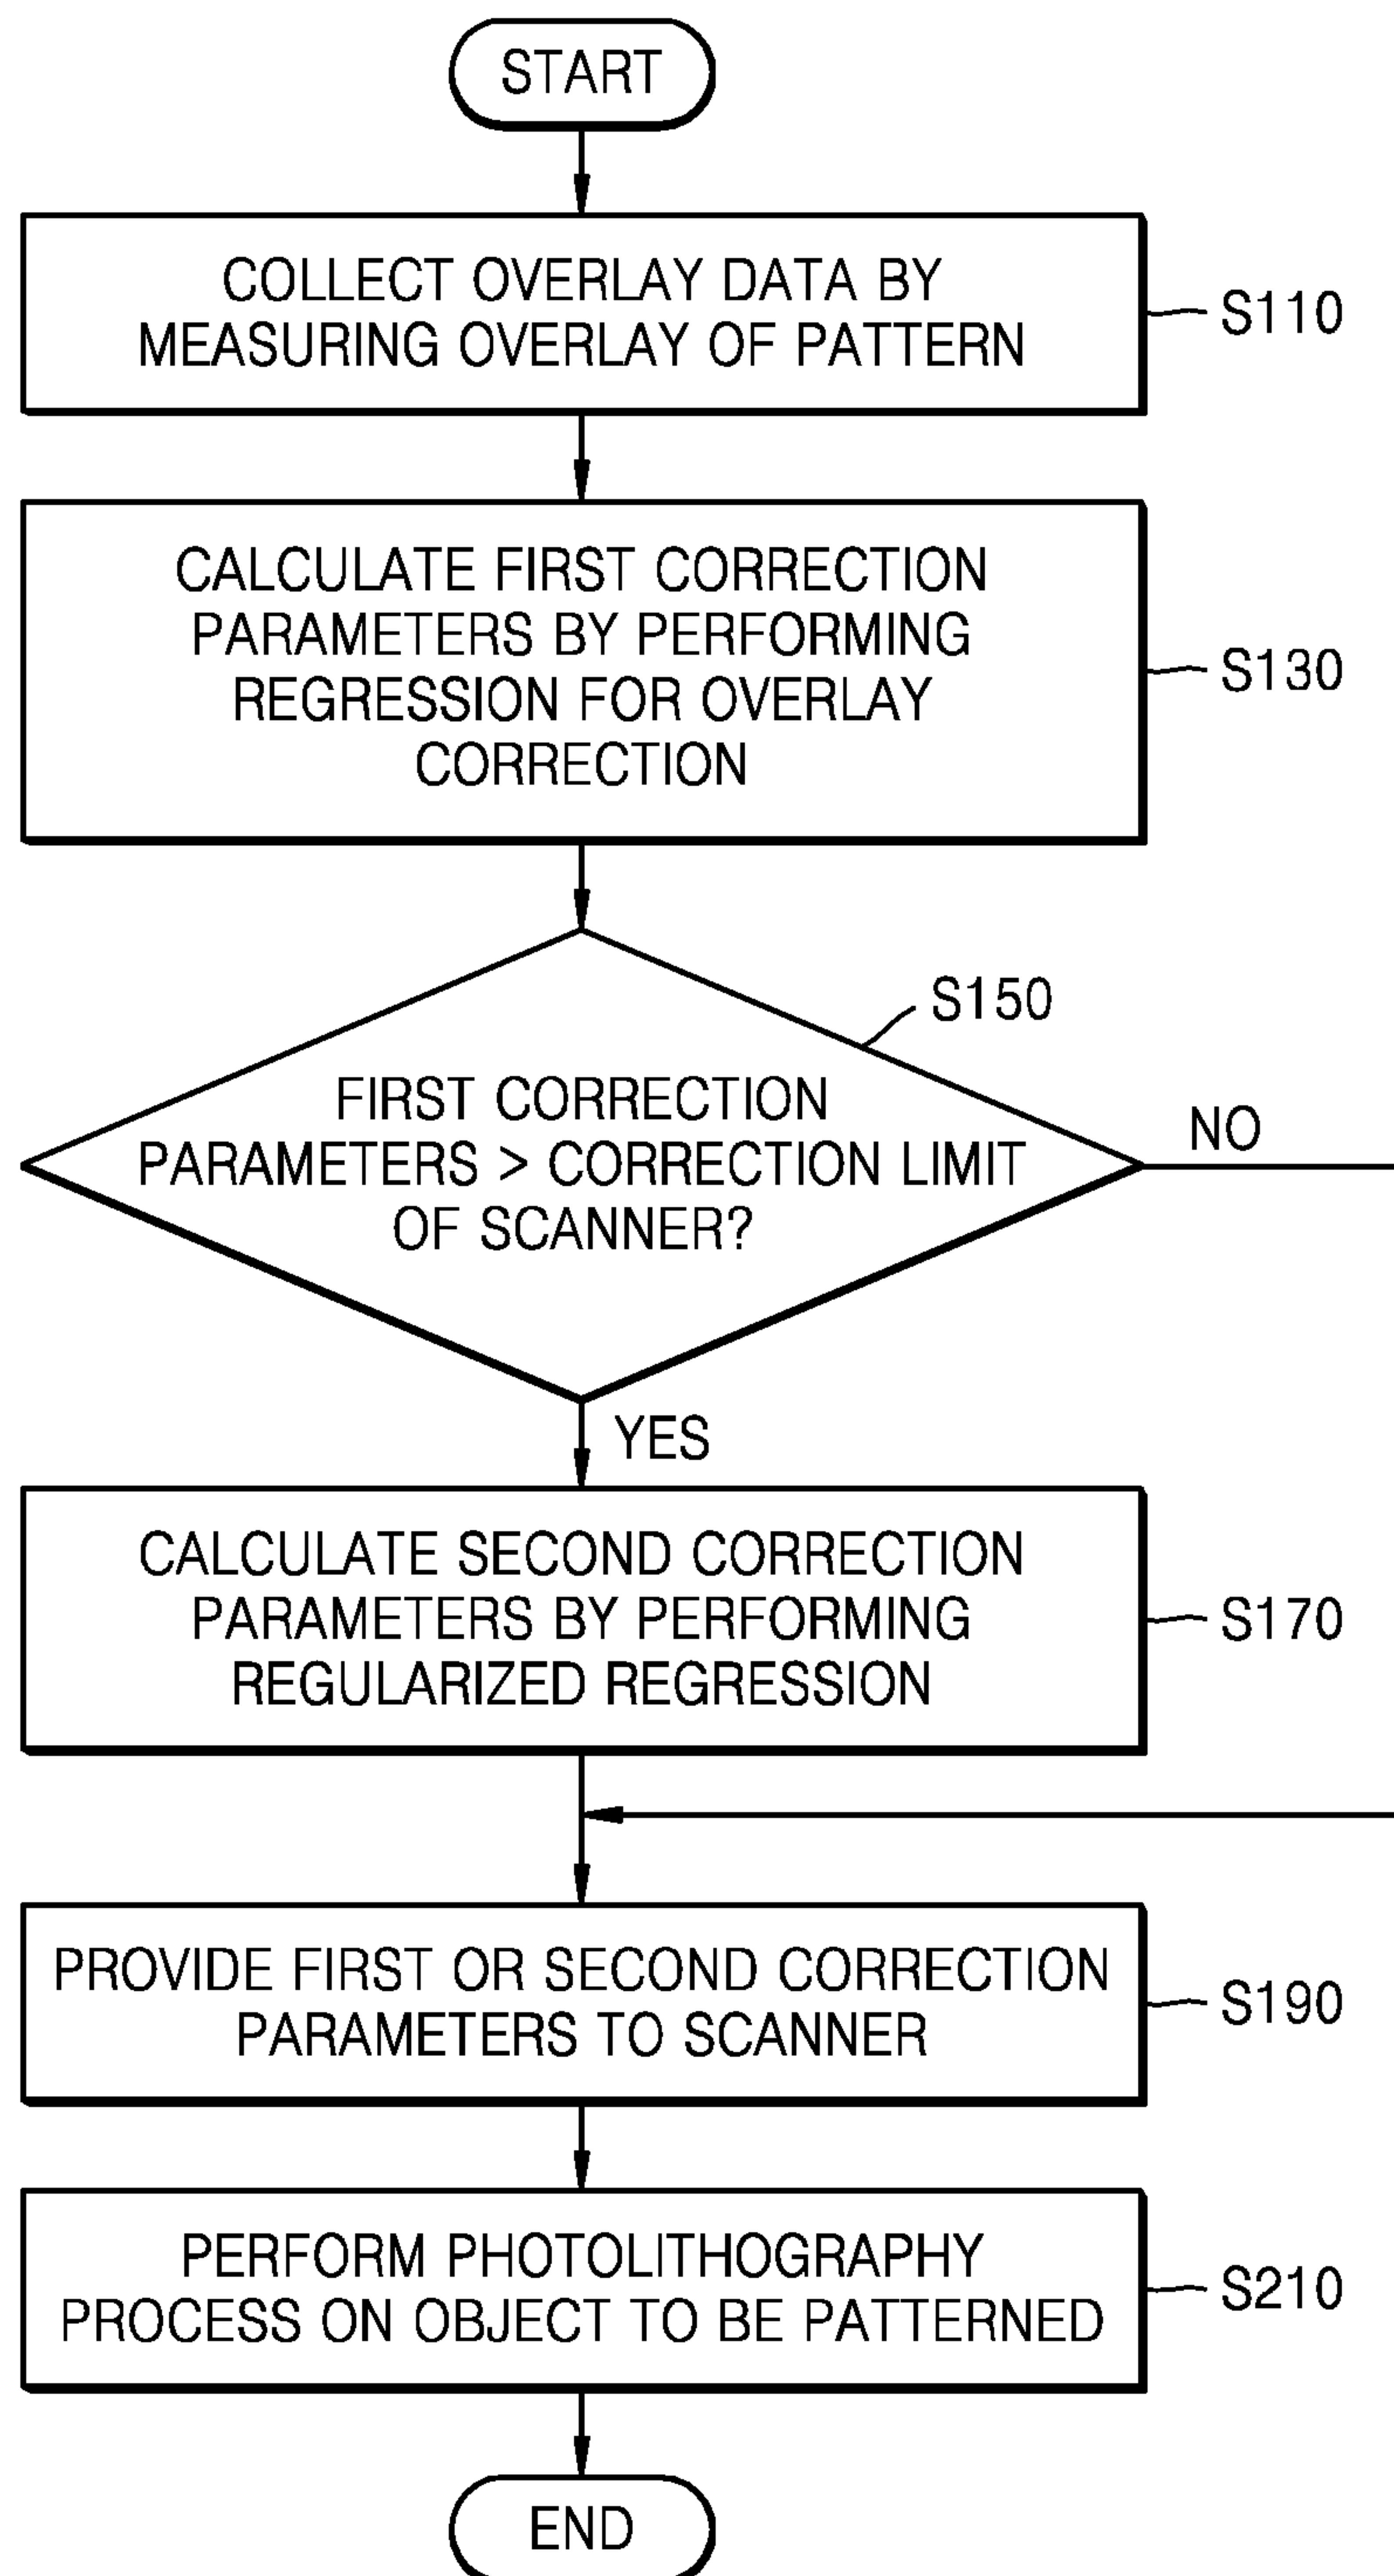 START
COLLECT OVERLAY DATA BY
MEASURING OVERLAY OF PATTERN
S110
CALCULATE FIRST CORRECTION
PARAMETERS BY PERFORMING
REGRESSION FOR OVERLAY
CORRECTION
S130
S150
FIRST CORRECTION
PARAMETERS > CORRECTION LIMIT
OF SCANNER?
NO
YES
CALCULATE SECOND CORRECTION
PARAMETERS BY PERFORMING
REGULARIZED REGRESSION
S170
PROVIDE FIRST OR SECOND CORRECTION
PARAMETERS TO SCANNER
S190
PERFORM PHOTOLITHOGRAPHY
PROCESS ON OBJECT TO BE PATTERNED
S210
END